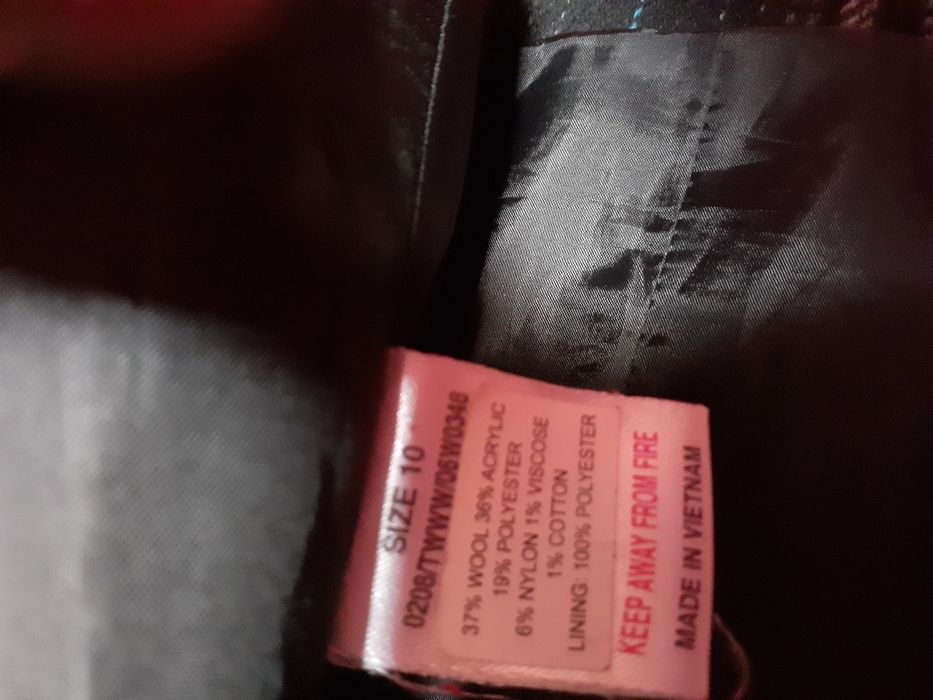 SIZE 10
0208/TWWW/06W0348
37% WOOL 36% ACRYLIC
19% POLYESTER
6% NYLON 1% VISCOSE
1% COTTON
LINING: 100% POLYESTER
KEEP AWAY FROM FIRE
MADE IN VIETNAM